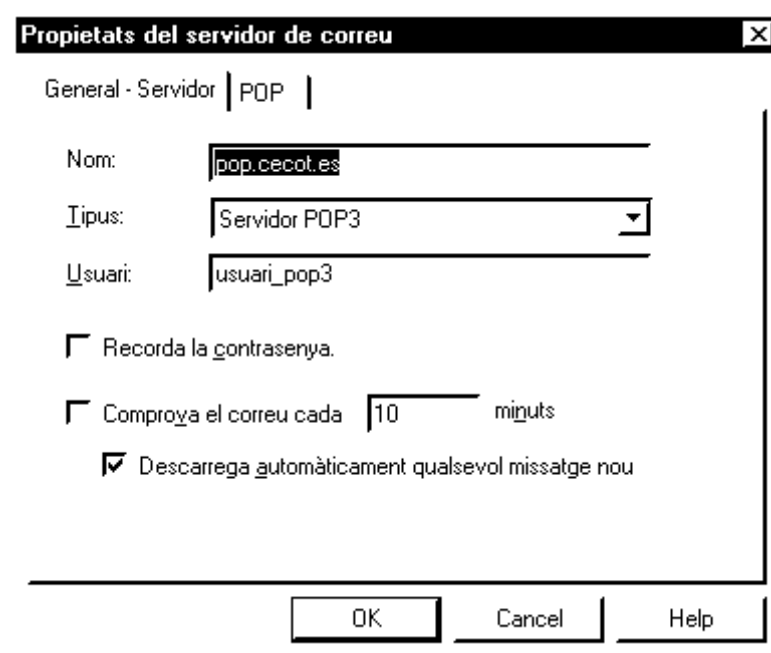 Propietats del servidor de correu
General - Servidor POP
Nom: pop.cecot.es
Tipus: Servidor POP3
Usuari: usuari_pop3
Recorda la contrasenya.
Comprova el correu cada 10 minuts
Descarrega automàticament qualsevol missatge nou
OK Cancel Help